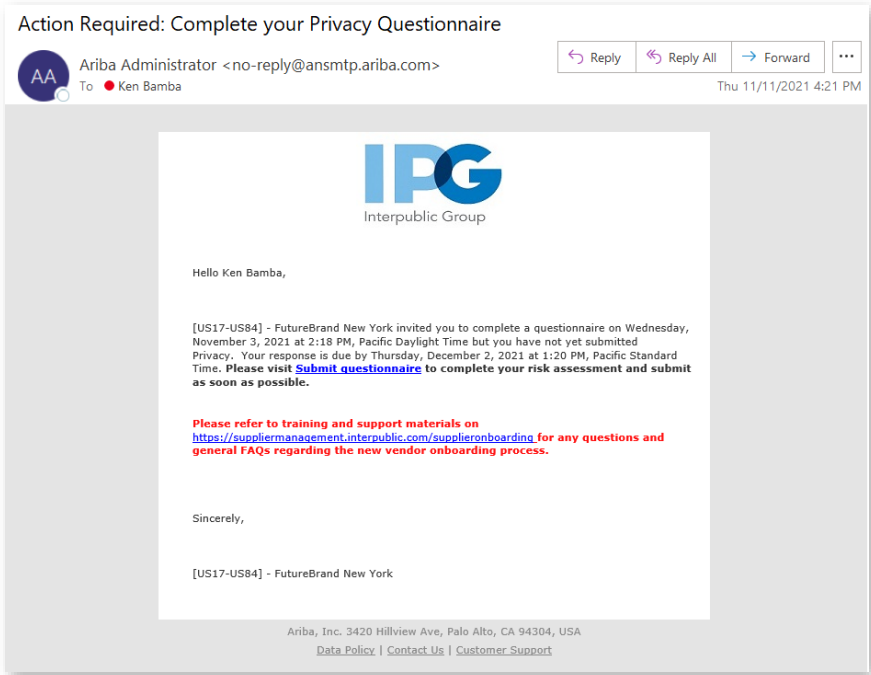 Action Required: Complete your Privacy Questionnaire
AA
Ariba Administrator <no-reply@ansmtp.ariba.com>
To Ken Bamba
Reply
Reply All
Forward
...
Thu 11/11/2021 4:21 PM
IPG
Interpublic Group
Hello Ken Bamba,
[US17-US84] - FutureBrand New York invited you to complete a questionnaire on Wednesday,
November 3, 2021 at 2:18 PM, Pacific Daylight Time but you have not yet submitted
Privacy.  Your response is due by Thursday, December 2, 2021 at 1:20 PM, Pacific Standard
Time. Please visit Submit questionnaire to complete your risk assessment and submit
as soon as possible.
Please refer to training and support materials on
https://suppliermanagement.interpublic.com/supplieronboarding for any questions and
general FAQs regarding the new vendor onboarding process.
Sincerely,
[US17-US84] - FutureBrand New York
Ariba, Inc. 3420 Hillview Ave, Palo Alto, CA 94304, USA
Data Policy | Contact Us | Customer Support